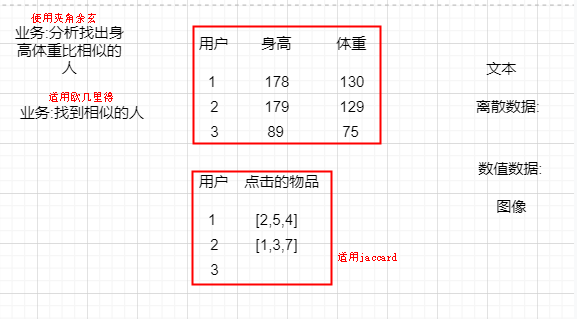 使用夹角余玄
业务:分析找出身
高体重比相似的
人
适用欧几里得
业务:找到相似的人
用户 身高 体重
1 178 130
2 179 129
3 89 75
用户 点击的物品
1 [2,5,4]
2 [1,3,7]
3
适用jaccard
文本
离散数据:
数值数据:
图像